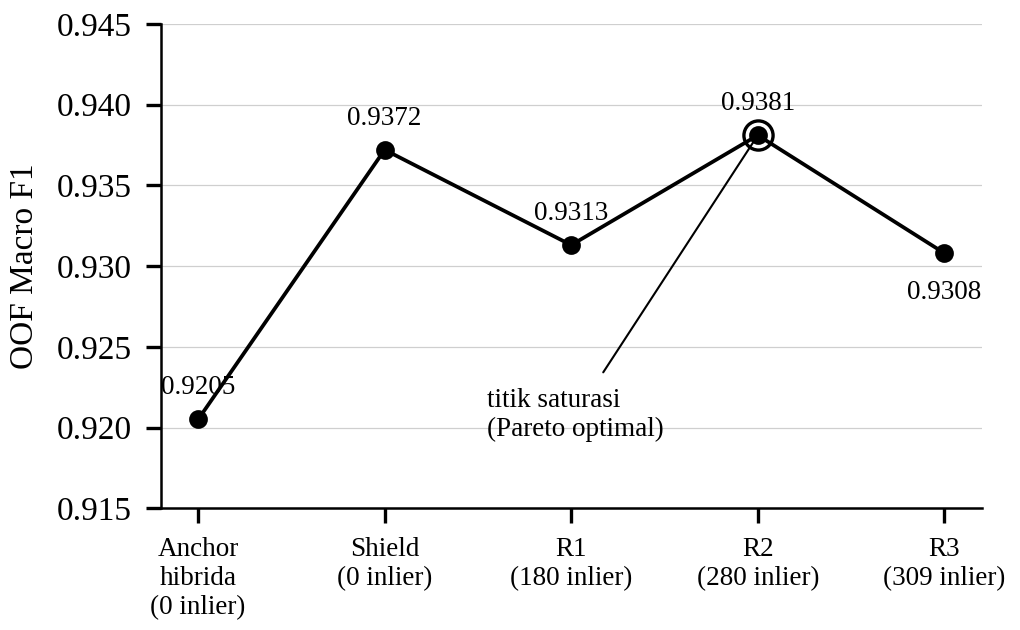 0.945
0.940
0.935
0.930
0.925
0.920
0.915
OOF Macro F1
0.9205
0.9372
0.9313
0.9381
0.9308
titik saturasi
(Pareto optimal)
Anchor
hibrida
(0 inlier)
Shield
(0 inlier)
R1
(180 inlier)
R2
(280 inlier)
R3
(309 inlier)